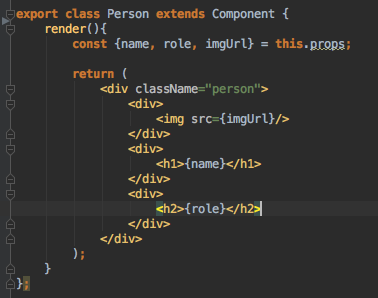 export class Person extends Component {
    render(){
        const {name, role, imgUrl} = this.props;

        return (
            <div className="person">
                <div>
                    <img src={imgUrl}/>
                </div>
                <div>
                    <h1>{name}</h1>
                </div>
                <div>
                    <h2>{role}</h2>
                </div>
            </div>
        );
    }
};